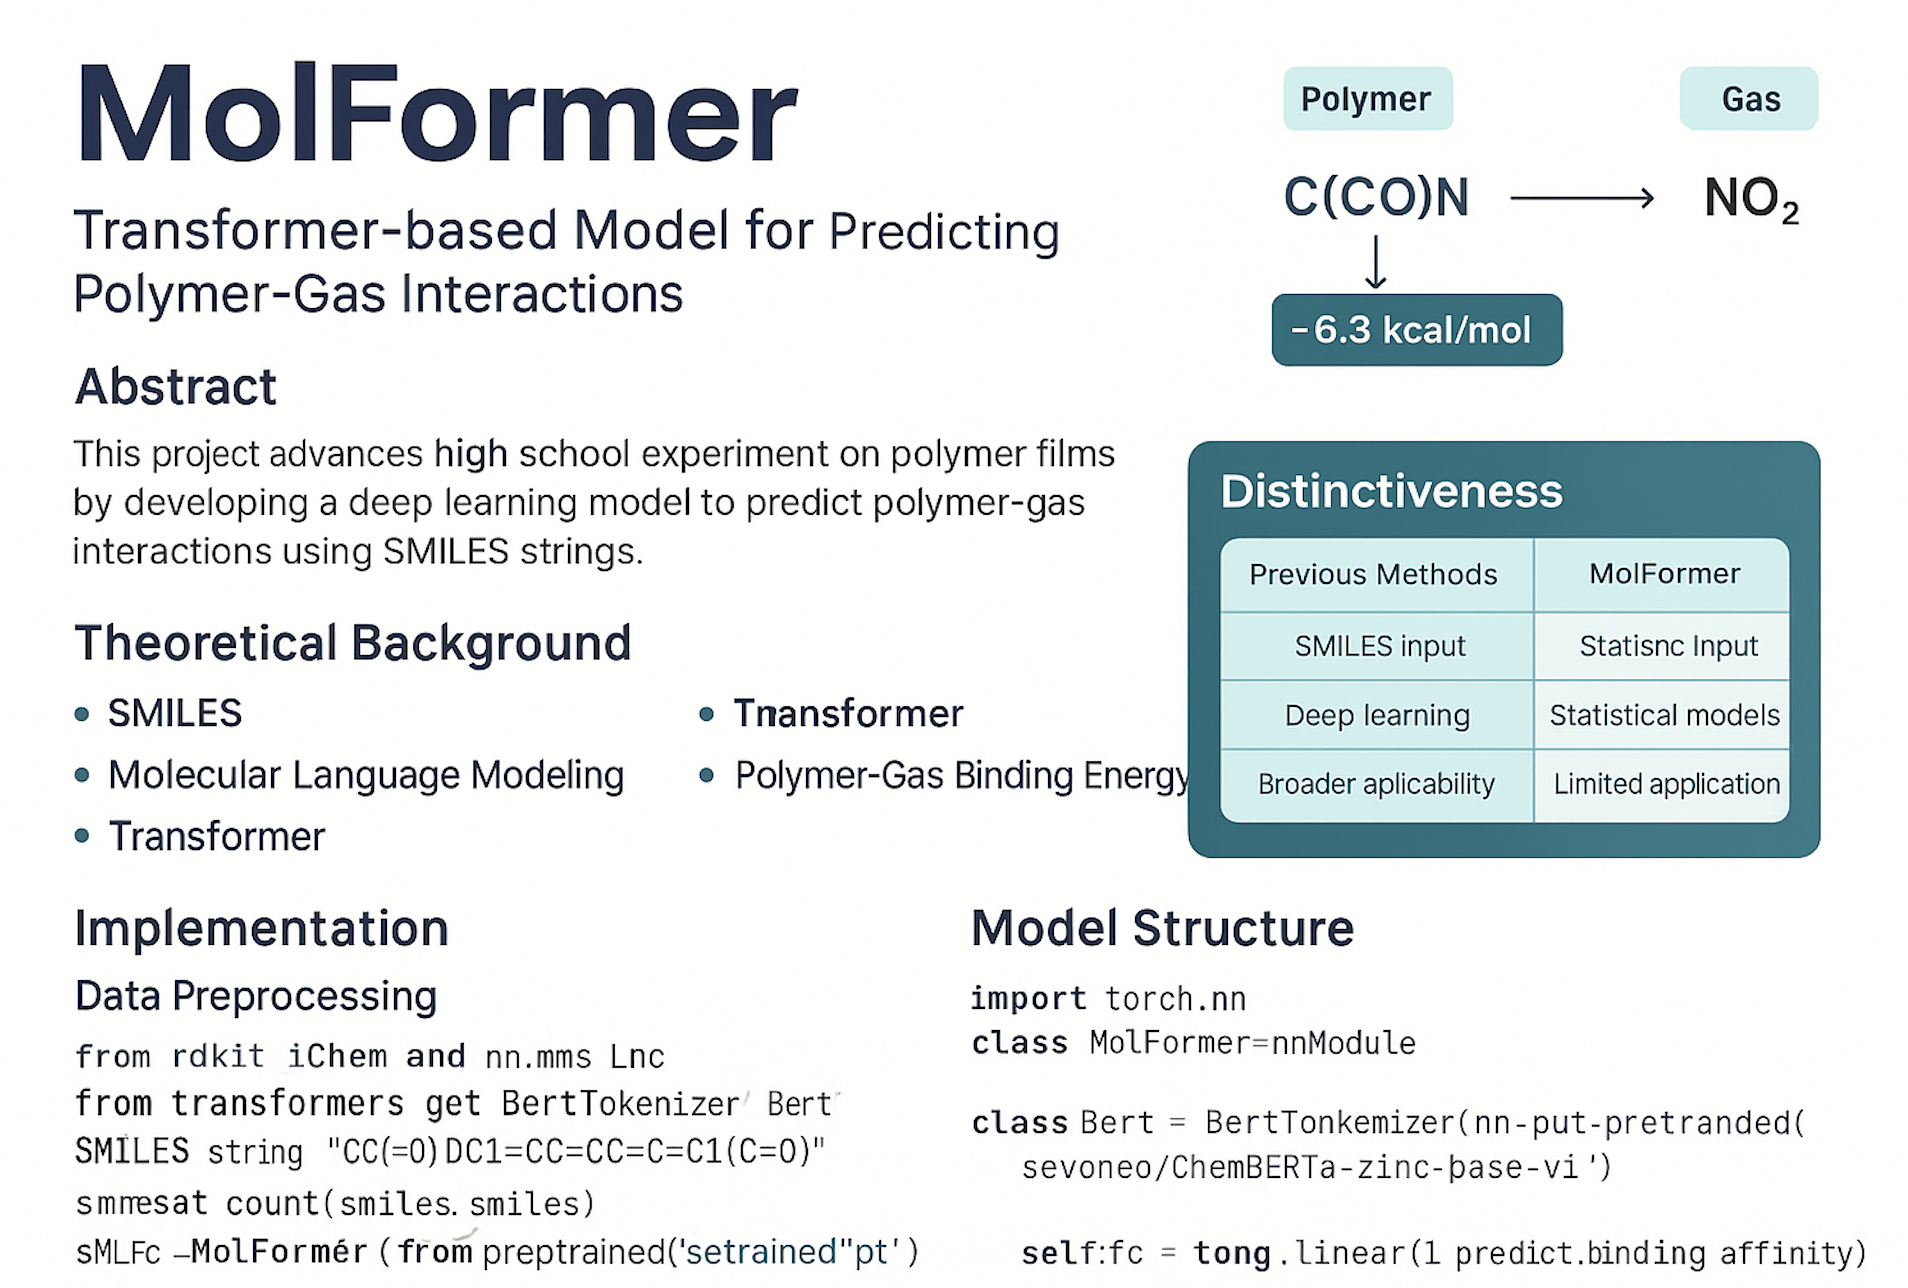 MolFormer
Transformer-based Model for Predicting
Polymer-Gas Interactions
Abstract
This project advances high school experiment on polymer films
by developing a deep learning model to predict polymer-gas
interactions using SMILES strings.
Theoretical Background
• SMILES
• Molecular Language Modeling
• Transformer
• Tnansformer
• Polymer-Gas Binding Energy
Polymer
Gas
C(CO)N
NO₂
-6.3 kcal/mol
Distinctiveness
Previous Methods MolFormer
SMILES input Statisnc Input
Deep learning Statistical models
Broader aplicability Limited application
Implementation
Data Preprocessing
from rdkit iChem and nn.mms Lnc
from transformers get BertTokenizer Bert
SMILES string "CC(=0)DC1=CC=CC=C=C1(C=O)"
smmesat count(smiles. smiles)
sMLFc –MolFormér (from preptrained('setrained"pt')
Model Structure
import torch.nn
class MolFormer=nnModule
class Bert = BertTonkemizer(nn-put-pretranded(
sevoneo/ChemBERTa-zinc-þase-vi')
self:fc = tong.linear(1 predict.binding affinity)